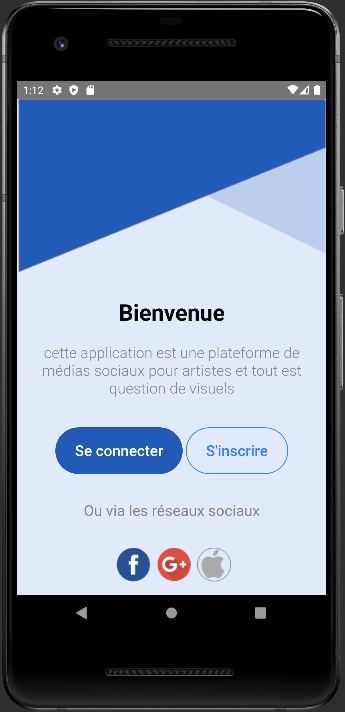 1:12
Bienvenue
cette application est une plateforme de
médias sociaux pour artistes et tout est
question de visuels
Se connecter
S'inscrire
Ou via les réseaux sociaux
f
G+